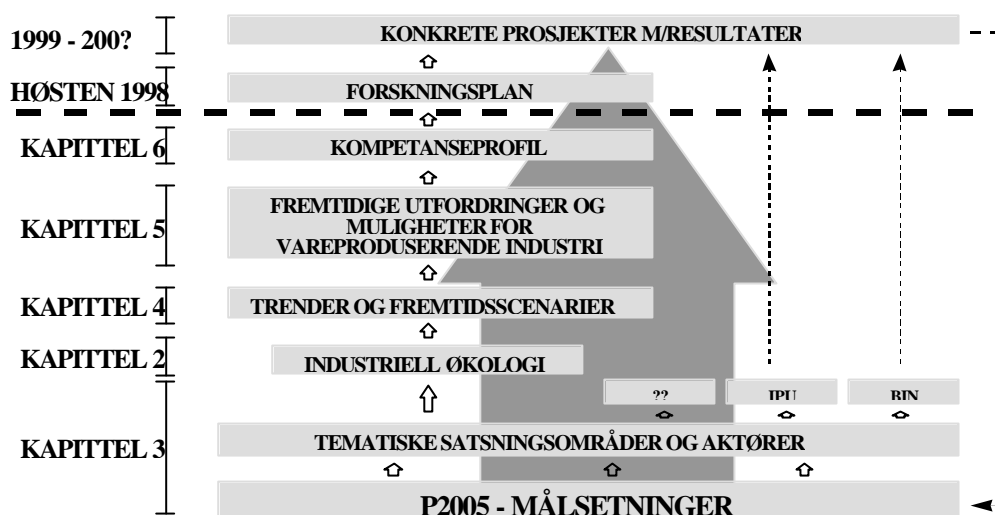 1999 - 200?
KONKRETE PROSJEKTER M/RESULTATER
HØSTEN 1998
FORSKNINGSPLAN
KAPITTEL 6
KOMPETANSEPROFIL
KAPITTEL 5
FREMTIDIGE UTFORDRINGER OG
MULIGHETER FOR
VAREPRODUSERENDE INDUSTRI
KAPITTEL 4
TRENDER OG FREMTIDSSCENARIER
KAPITTEL 2
INDUSTRIELL ØKOLOGI
??
IPU
BIN
KAPITTEL 3
TEMATISKE SATSNINGSOMRÅDER OG AKTØRER
P2005 - MÅLSETNINGER